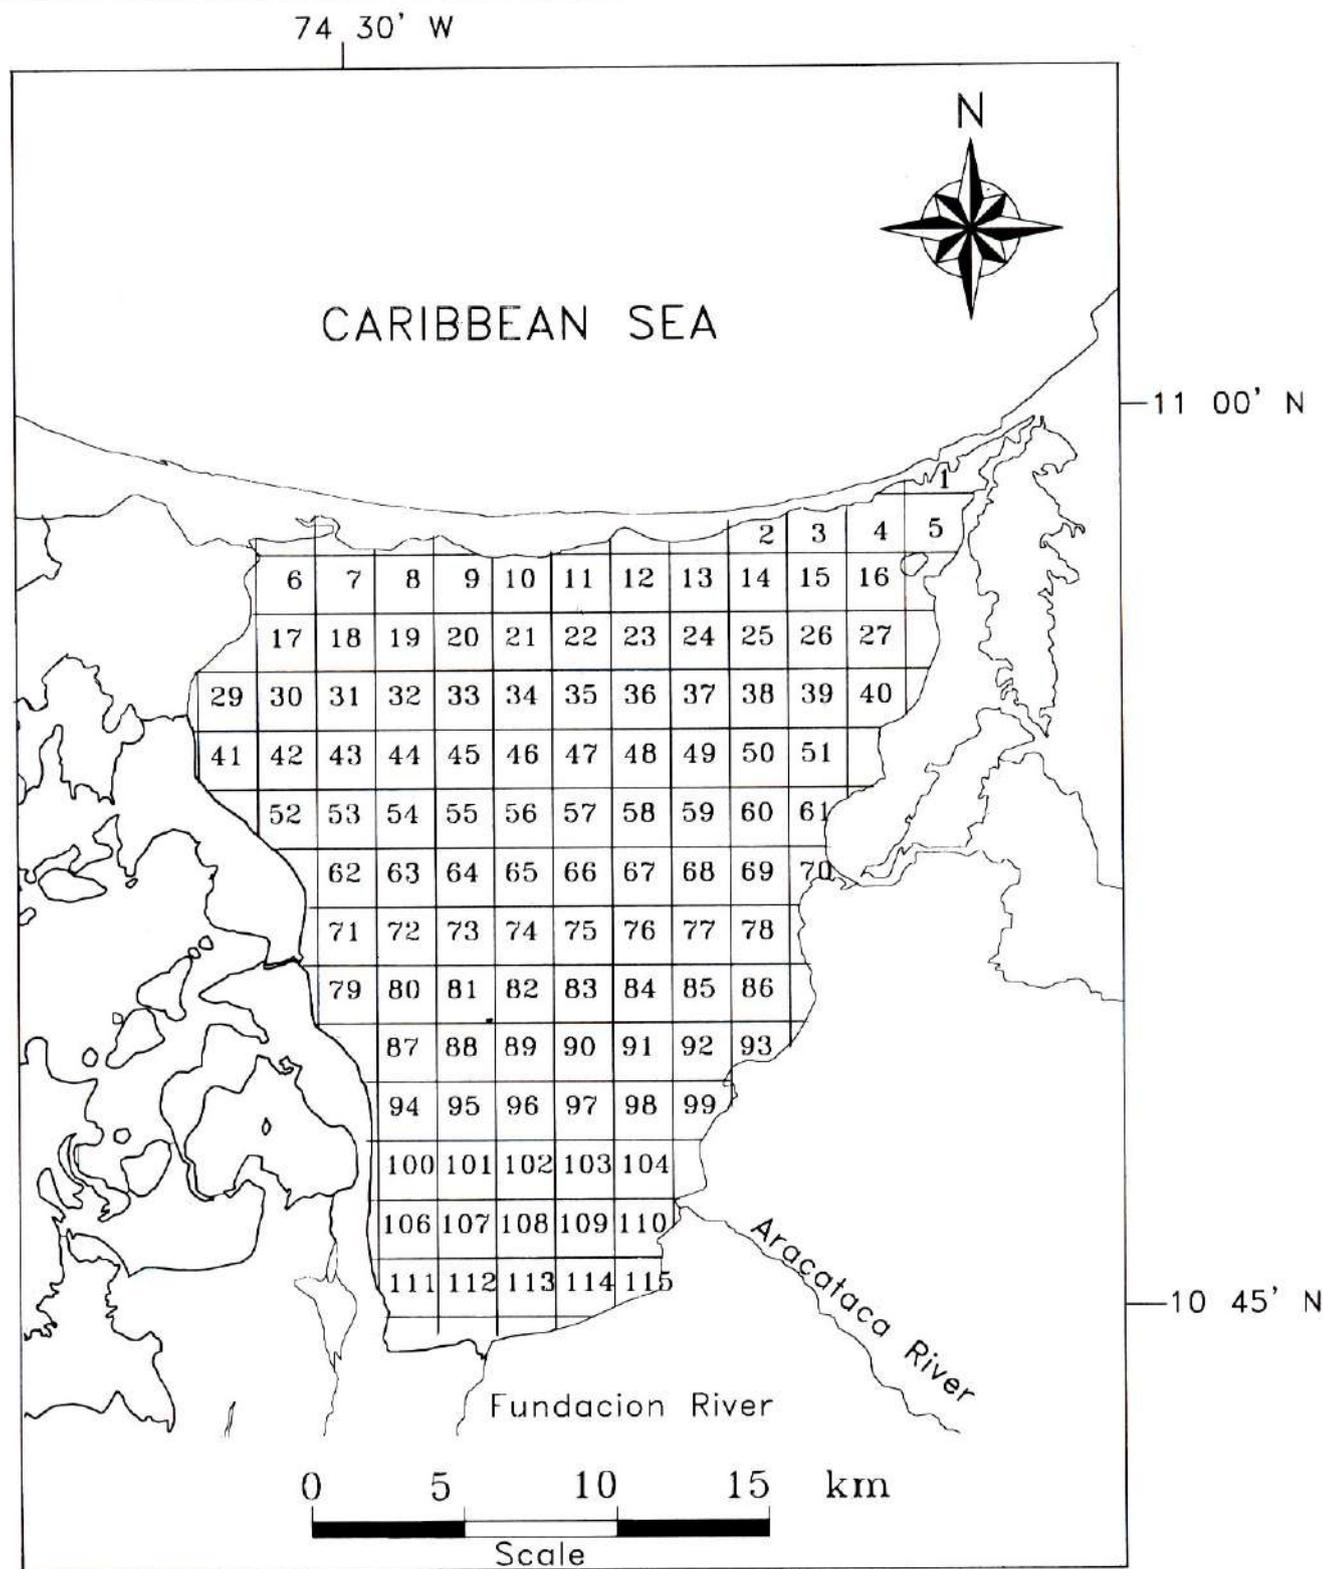 74 30' W
N
CARIBBEAN SEA
11 00' N
1
2 3 4 5
6 7 8 9 10 11 12 13 14 15 16
17 18 19 20 21 22 23 24 25 26 27
29 30 31 32 33 34 35 36 37 38 39 40
41 42 43 44 45 46 47 48 49 50 51
52 53 54 55 56 57 58 59 60 61
62 63 64 65 66 67 68 69 70
71 72 73 74 75 76 77 78
79 80 81 82 83 84 85 86
87 88 89 90 91 92 93
94 95 96 97 98 99
100 101 102 103 104
106 107 108 109 110
111 112 113 114 115
Aracataca River
10 45' N
Fundacion River
0 5 10 15 km
Scale